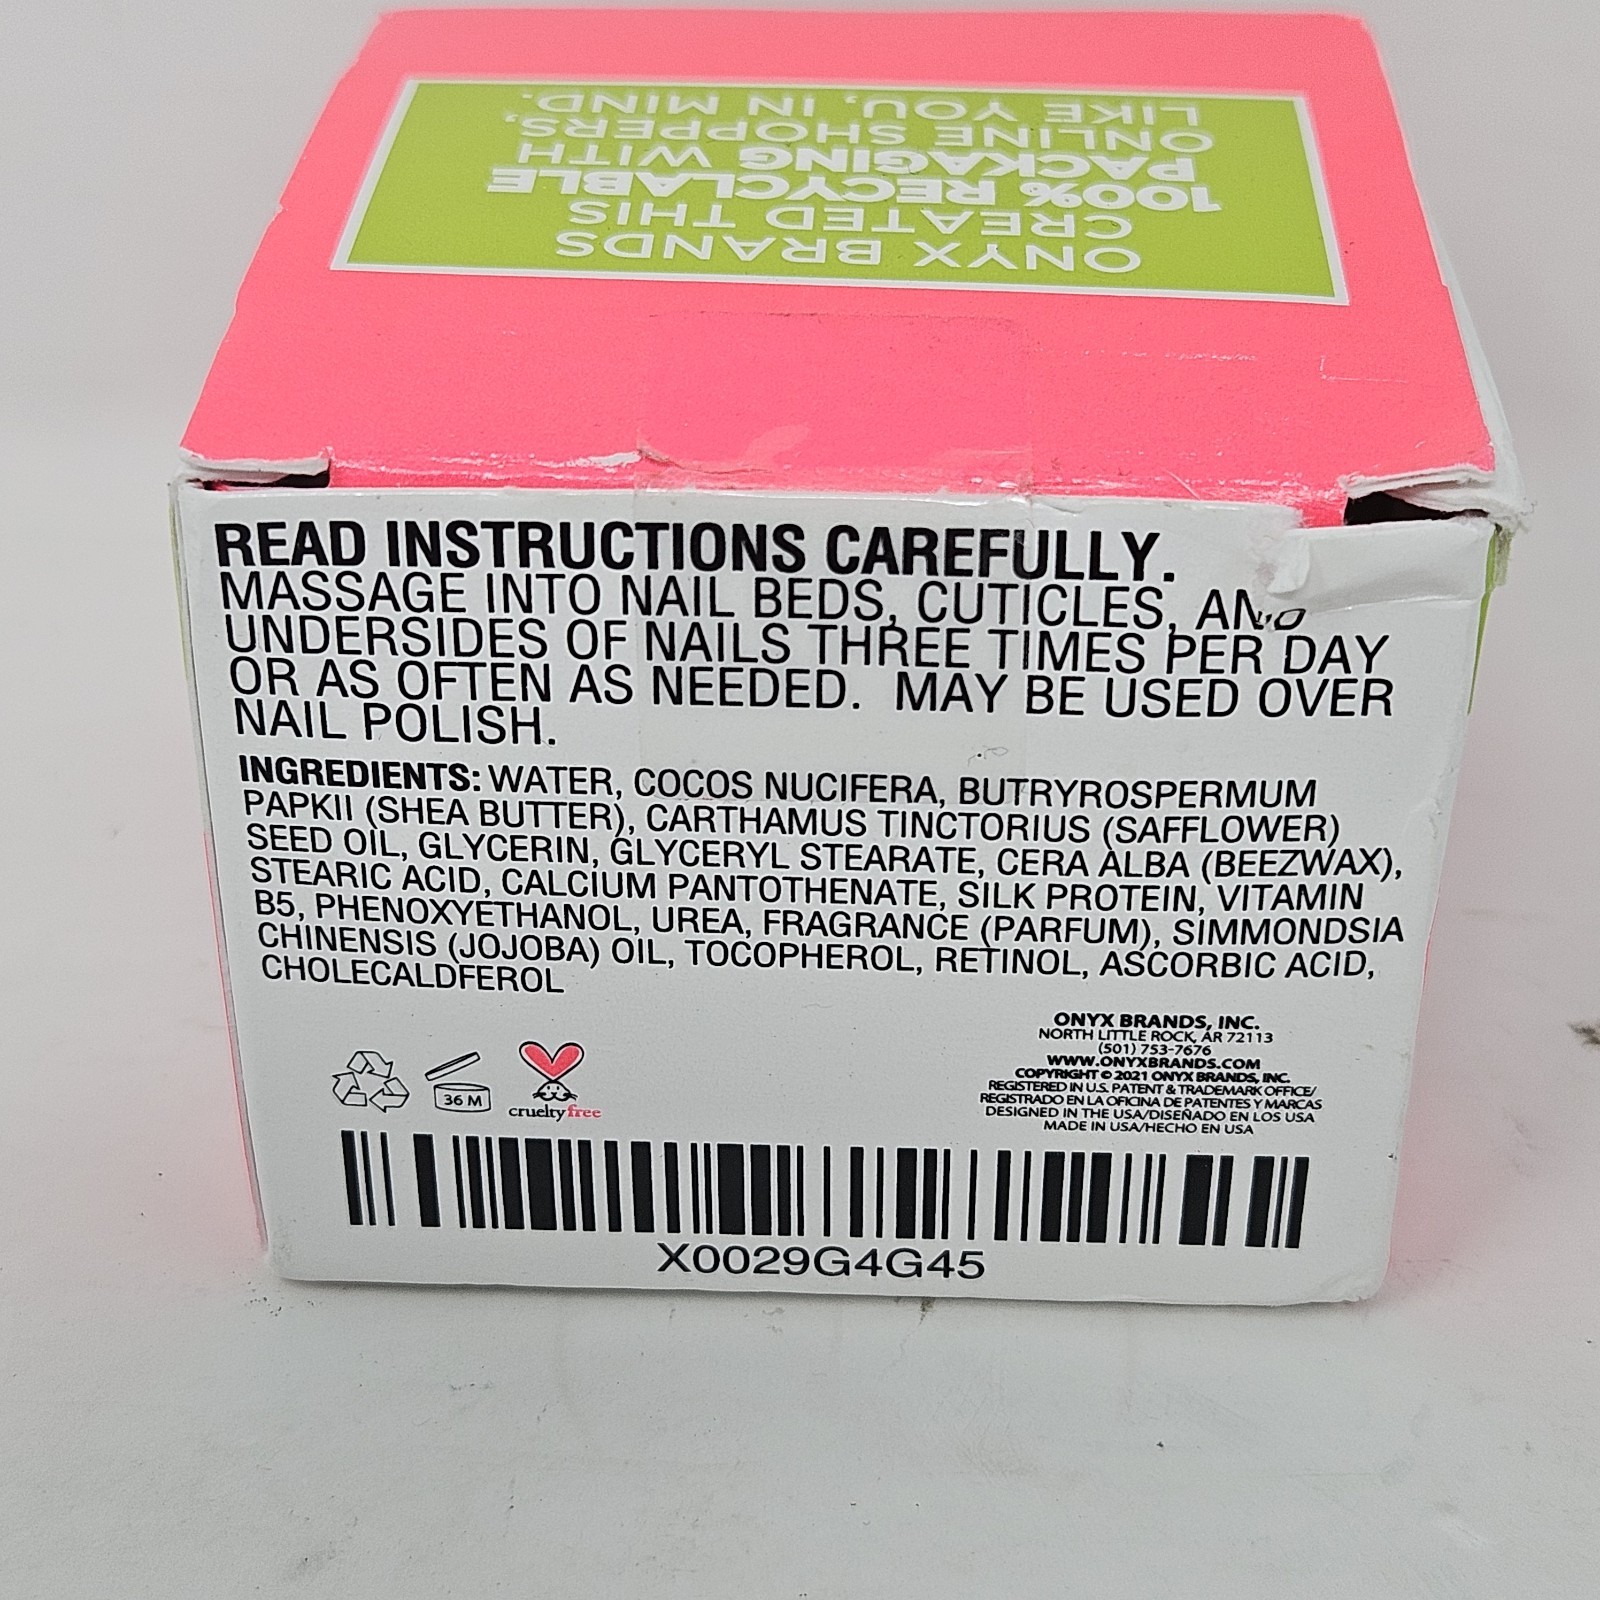 ONYX BRANDS
CREATED THIS
100% RECYCLABLE
PACKAGING WITH
ONLINE SHOPPERS,
LIKE YOU, IN MIND.
READ INSTRUCTIONS CAREFULLY.
MASSAGE INTO NAIL BEDS, CUTICLES, AND
UNDERSIDES OF NAILS THREE TIMES PER DAY
OR AS OFTEN AS NEEDED. MAY BE USED OVER
NAIL POLISH.
INGREDIENTS: WATER, COCOS NUCIFERA, BUTRYROSPERMUM
PAPKII (SHEA BUTTER), CARTHAMUS TINCTORIUS (SAFFLOWER)
SEED OIL, GLYCERIN, GLYCERYL STEARATE, CERA ALBA (BEEZWAX),
STEARIC ACID, CALCIUM PANTOTHENATE, SILK PROTEIN, VITAMIN
B5, PHENOXYETHANOL, UREA, FRAGRANCE (PARFUM), SIMMONDSIA
CHINENSIS (JOJOBA) OIL, TOCOPHEROL, RETINOL, ASCORBIC ACID,
CHOLECALDFEROL
36 M
crueltyfree
ONYX BRANDS, INC.
NORTH LITTLE ROCK, AR 72113
(501) 753-7676
WWW.ONYXBRANDS.COM
COPYRIGHT © 2021 ONYX BRANDS, INC.
REGISTERED IN U.S. PATENT & TRADEMARK OFFICE/
REGISTRADO EN LA OFICINA DE PATENTES Y MARCAS
DESIGNED IN THE USA/DISEÑADO EN LOS USA
MADE IN USA/HECHO EN USA
X0029G4G45